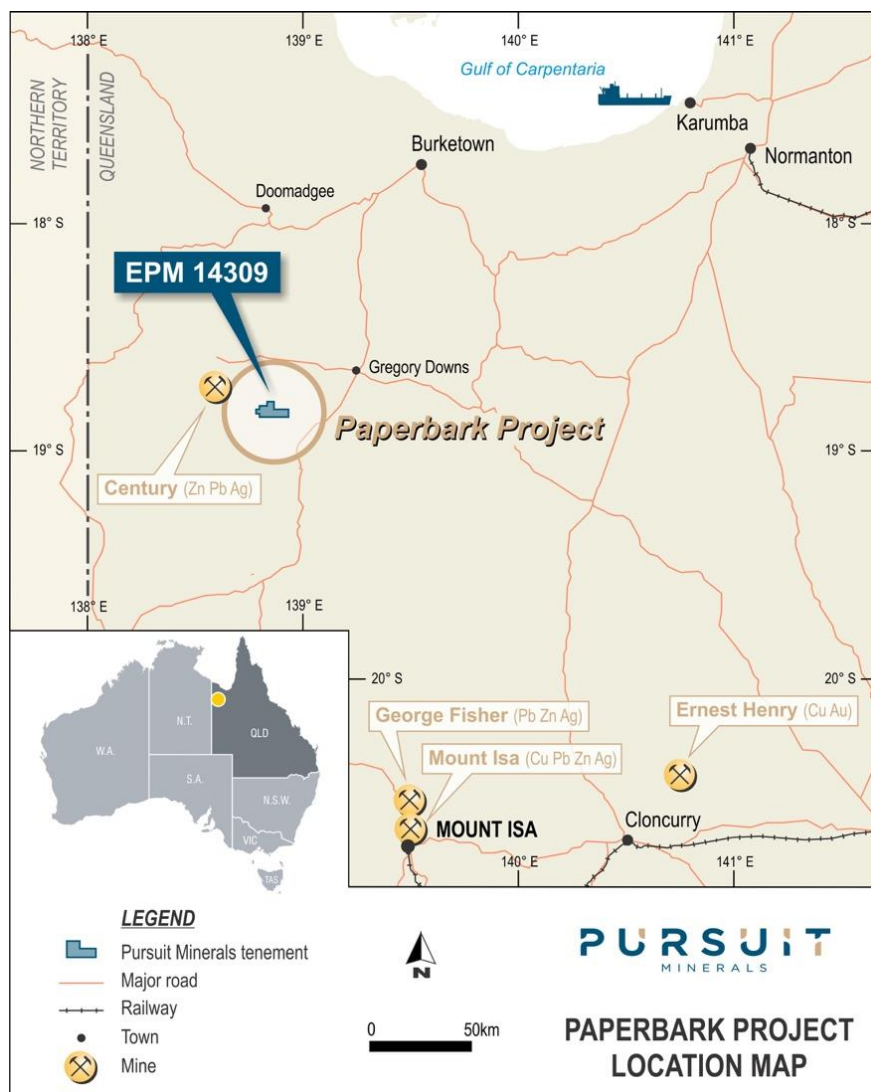 138° E
139° E
140° E
141° E
Gulf of Carpentaria
NORTHERN
TERRITORY
QUEENSLAND
Karumba
Burketown
Normanton
Doomadgee
18° S
18° S
EPM 14309
Gregory Downs
Paperbark Project
19° S
19° S
Century (Zn Pb Ag)
138° E
139° E
20° S
20° S
George Fisher (Pb Zn Ag)
Ernest Henry (Cu Au)
Mount Isa (Cu Pb Zn Ag)
MOUNT ISA
Cloncurry
140° E
141° E
W.A.
N.T.
QLD
S.A.
N.S.W.
VIC
TAS
LEGEND
Pursuit Minerals tenement
Major road
Railway
Town
Mine
N
0 50km
PURSUIT
MINERALS
PAPERBARK PROJECT
LOCATION MAP